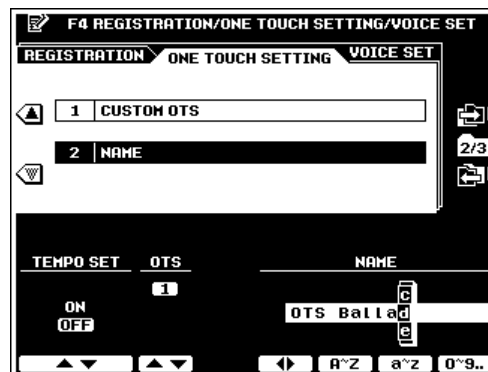 F4 REGISTRATION/ONE TOUCH SETTING/VOICE SET
REGISTRATION ONE TOUCH SETTING VOICE SET
1 CUSTOM OTS
2/3
2 NAME
TEMPO SET OTS NAME
1
c
ON
OTS Ballad
OFF
e
A~Z a~z 0~9..